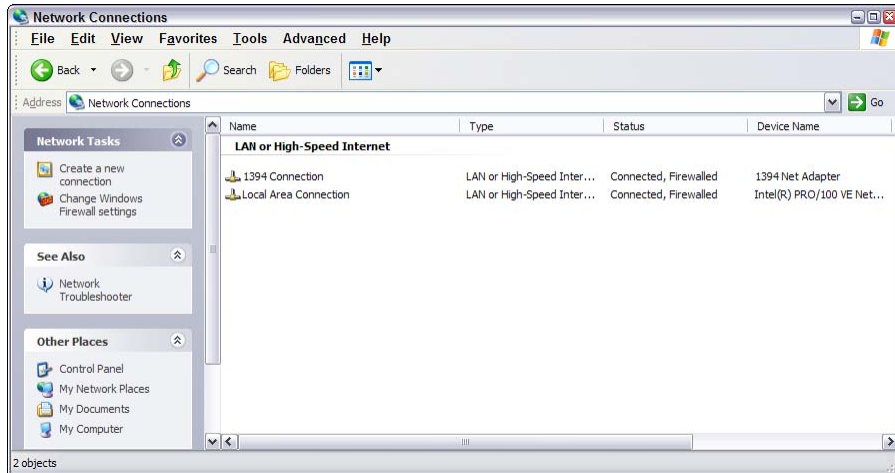 Network Connections
File Edit View Favorites Tools Advanced Help
Back Search Folders
Address Network Connections Go
Network Tasks
Create a new
connection
Change Windows
Firewall settings
See Also
Network
Troubleshooter
Other Places
Control Panel
My Network Places
My Documents
My Computer
Name Type Status Device Name
LAN or High-Speed Internet
1394 Connection LAN or High-Speed Inter... Connected, Firewalled 1394 Net Adapter
Local Area Connection LAN or High-Speed Inter... Connected, Firewalled Intel(R) PRO/100 VE Net...
2 objects